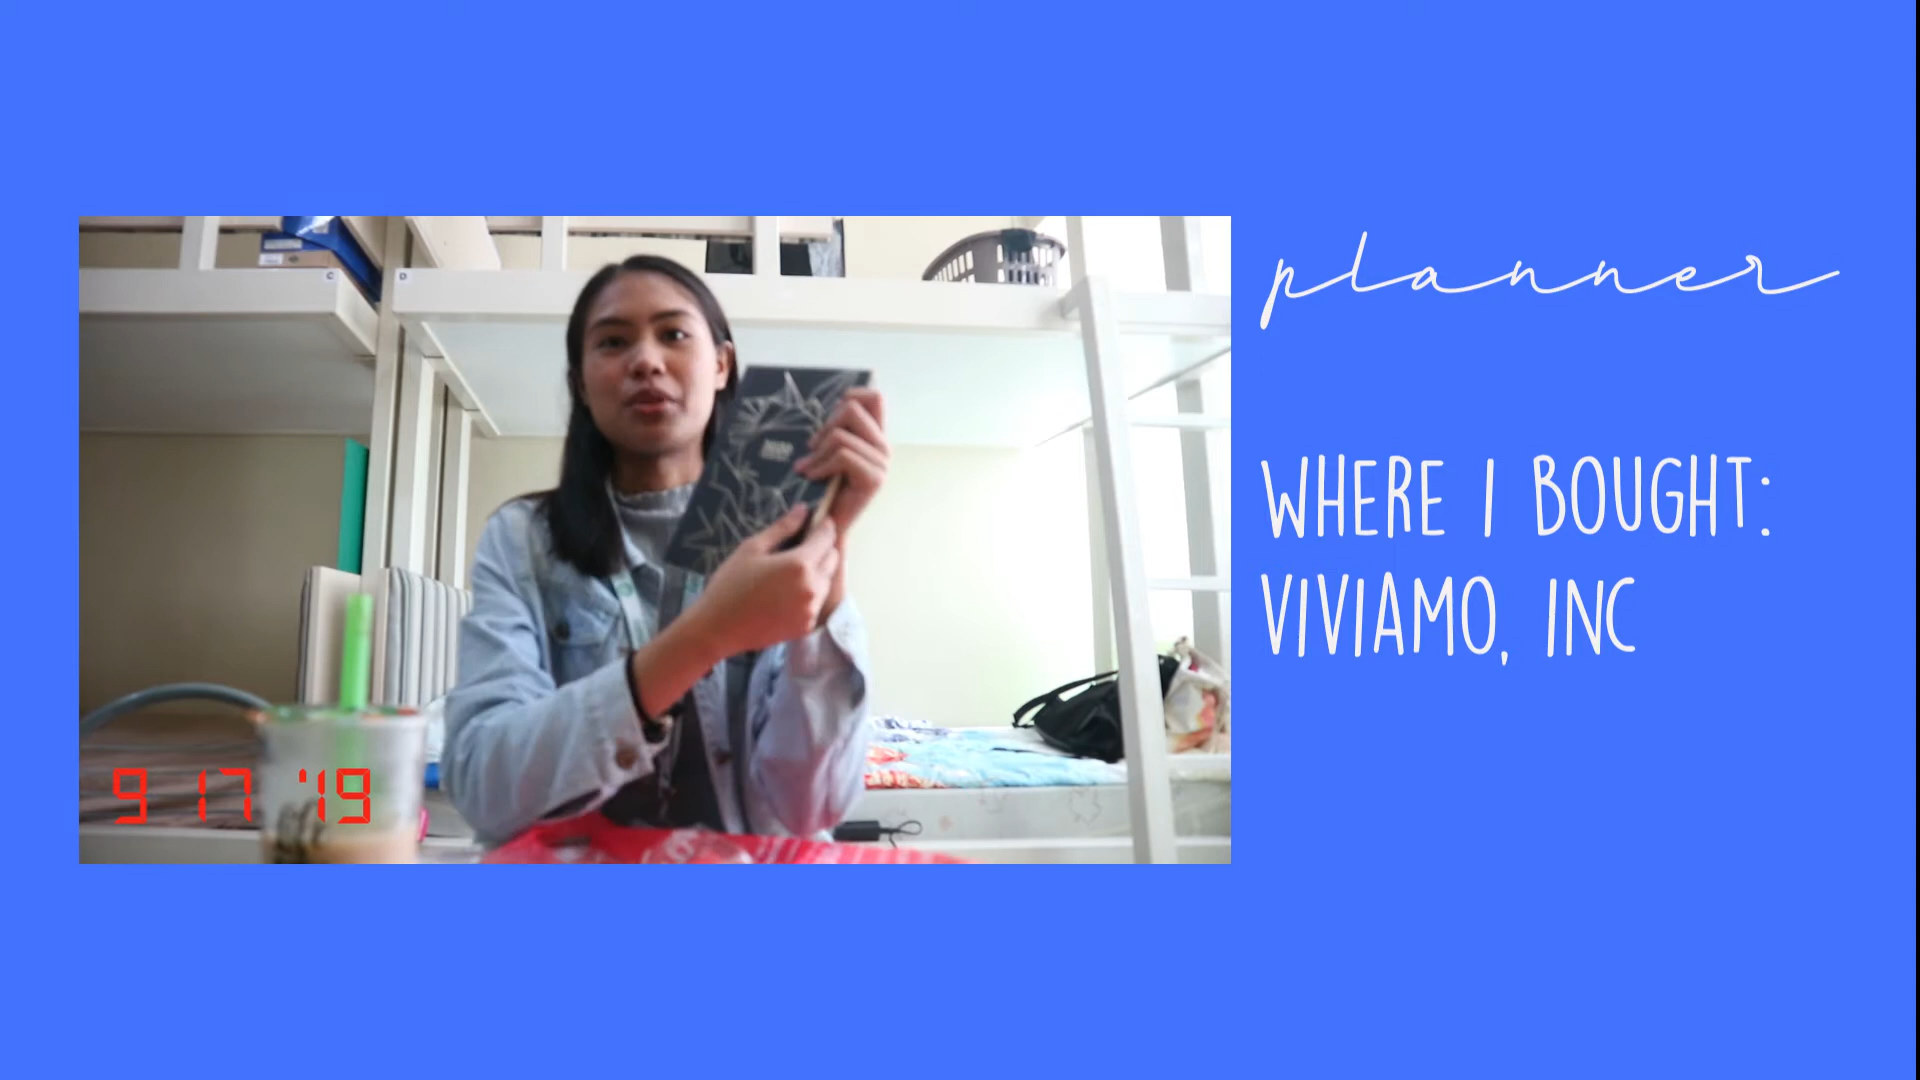 planner
WHERE I BOUGHT:
VIVIAMO, INC
C
D
9 17 '19